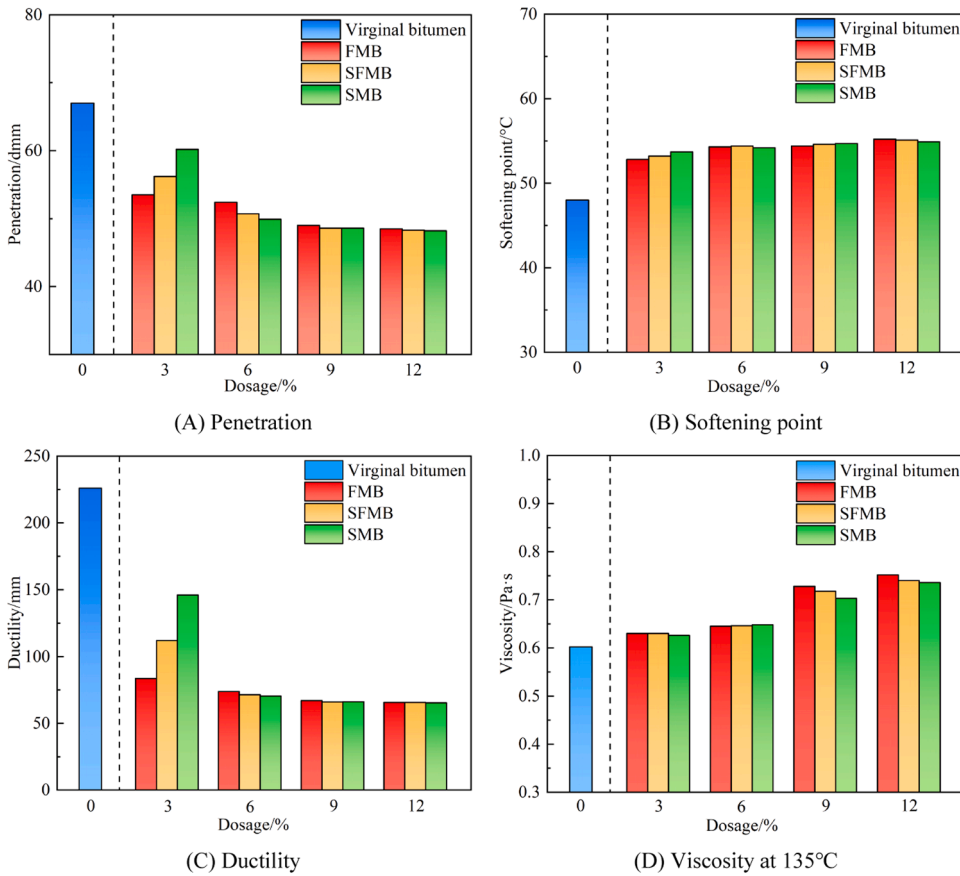 80
60
40
Penetration/dmm
Virginal bitumen
FMB
SFMB
SMB
0
3
6
9
12
Dosage/%
(A) Penetration
70
60
50
40
30
Softening point/°C
Virginal bitumen
FMB
SFMB
SMB
0
3
6
9
12
Dosage/%
(B) Softening point
250
200
150
100
50
0
Ductility/mm
Virginal bitumen
FMB
SFMB
SMB
0
3
6
9
12
Dosage/%
(C) Ductility
1.0
0.9
0.8
0.7
0.6
0.5
0.4
0.3
Viscosity/Pa·s
Virginal bitumen
FMB
SFMB
SMB
0
3
6
9
12
Dosage/%
(D) Viscosity at 135°C